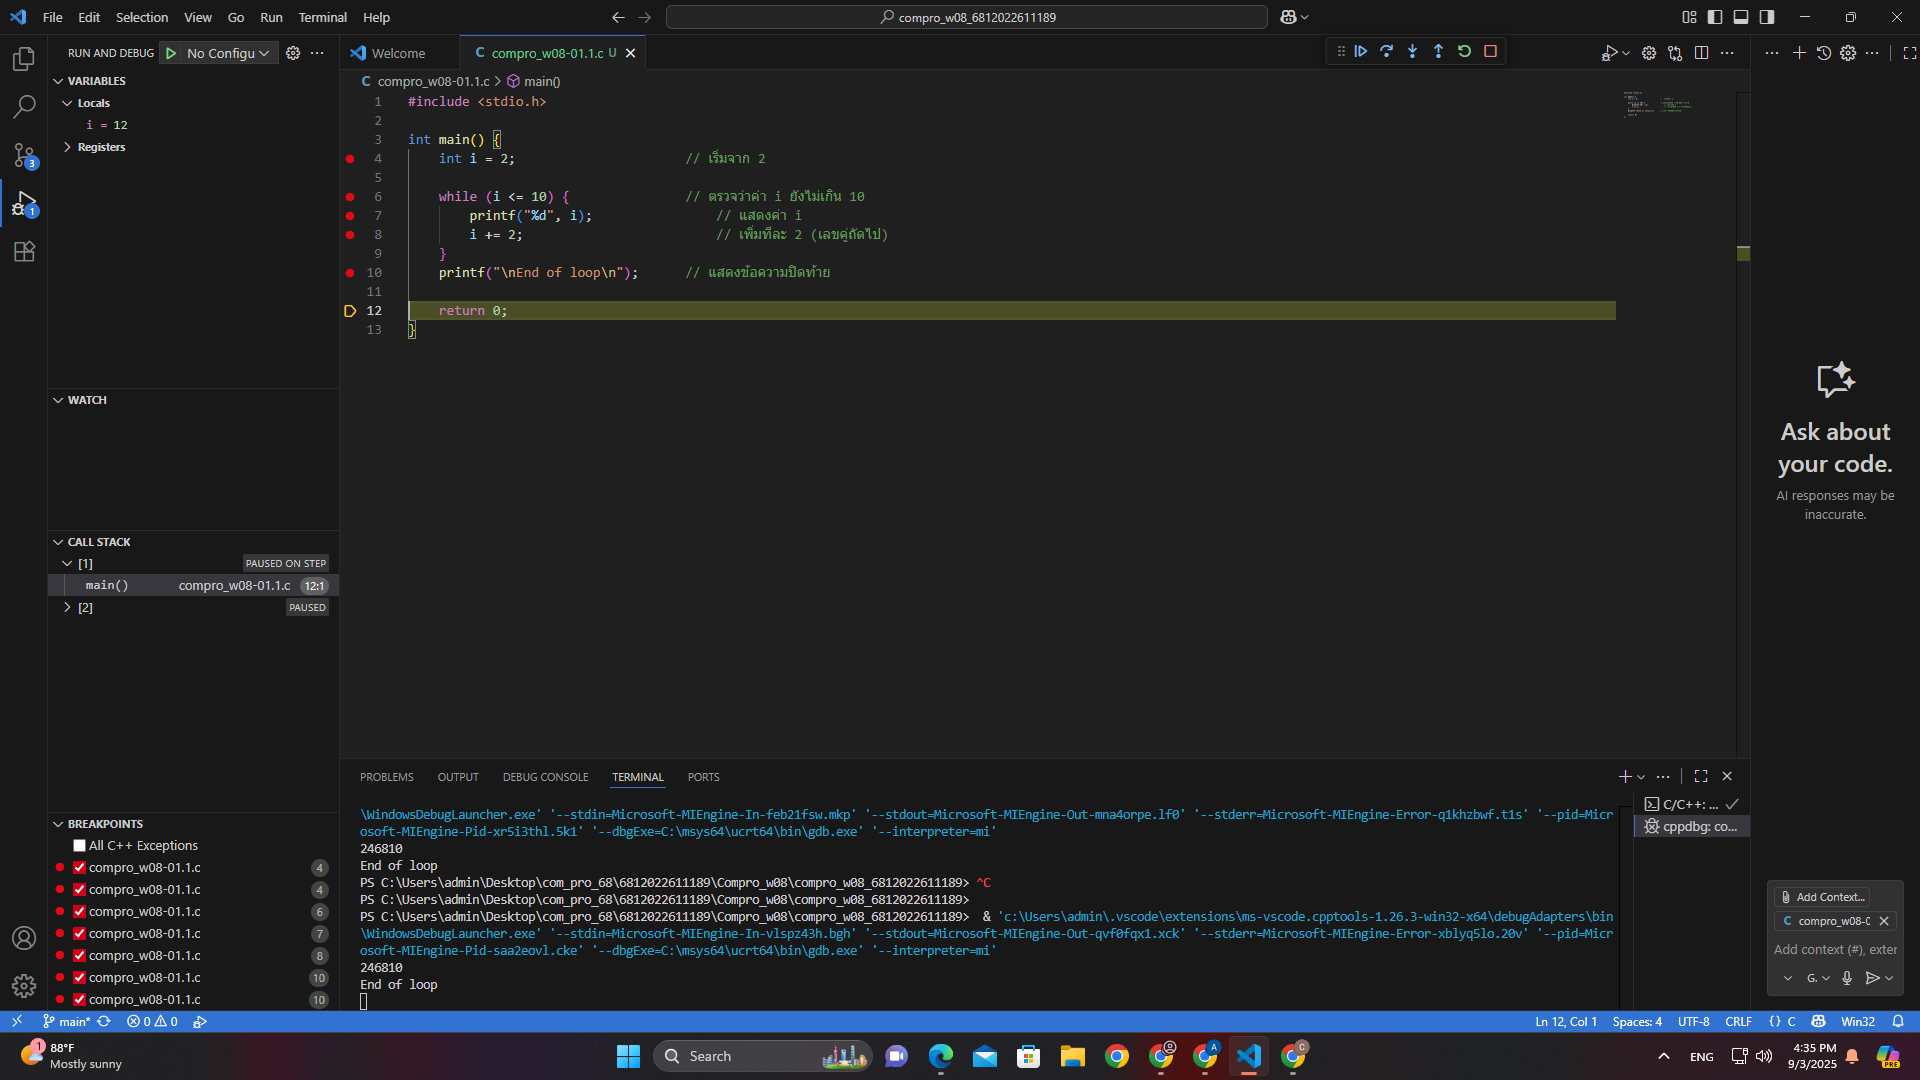 File Edit Selection View Go Run Terminal Help
compro_w08_6812022611189
RUN AND DEBUG No Configu
VARIABLES
Locals
i = 12
Registers
WATCH
CALL STACK
[1] PAUSED ON STEP
main() compro_w08-01.1.c 12:1
[2] PAUSED
BREAKPOINTS
All C++ Exceptions
compro_w08-01.1.c 4
compro_w08-01.1.c 4
compro_w08-01.1.c 6
compro_w08-01.1.c 7
compro_w08-01.1.c 8
compro_w08-01.1.c 10
compro_w08-01.1.c 10
3
1
Welcome
C compro_w08-01.1.c U
C compro_w08-01.1.c > main()
1 #include <stdio.h>
2
3 int main() {
4 int i = 2; // เริ่มจาก 2
5
6 while (i <= 10) { // ตรวจว่าค่า i ยังไม่เกิน 10
7 printf("%d", i); // แสดงค่า i
8 i += 2; // เพิ่มทีละ 2 (เลขคู่ถัดไป)
9 }
10 printf("\nEnd of loop\n"); // แสดงข้อความปิดท้าย
11
12 return 0;
13 }
PROBLEMS OUTPUT DEBUG CONSOLE TERMINAL PORTS
\WindowsDebugLauncher.exe' '--stdin=Microsoft-MIEngine-In-feb21fsw.mkp' '--stdout=Microsoft-MIEngine-Out-mna4orpe.lf0' '--stderr=Microsoft-MIEngine-Error-q1khzbwf.t1s' '--pid=Micr
osoft-MIEngine-Pid-xr5i3thl.5k1' '--dbgExe=C:\msys64\ucrt64\bin\gdb.exe' '--interpreter=mi'
246810
End of loop
PS C:\Users\admin\Desktop\com_pro_68\6812022611189\Compro_w08\compro_w08_6812022611189> ^C
PS C:\Users\admin\Desktop\com_pro_68\6812022611189\Compro_w08\compro_w08_6812022611189>
PS C:\Users\admin\Desktop\com_pro_68\6812022611189\Compro_w08\compro_w08_6812022611189> & 'c:\Users\admin\.vscode\extensions\ms-vscode.cpptools-1.26.3-win32-x64\debugAdapters\bin
\WindowsDebugLauncher.exe' '--stdin=Microsoft-MIEngine-In-vlspz43h.bgh' '--stdout=Microsoft-MIEngine-Out-qvf0fqx1.xck' '--stderr=Microsoft-MIEngine-Error-xblyq5lo.20v' '--pid=Micr
osoft-MIEngine-Pid-saa2eovl.cke' '--dbgExe=C:\msys64\ucrt64\bin\gdb.exe' '--interpreter=mi'
246810
End of loop
C/C++: ...
cppdbg: co...
Ask about
your code.
AI responses may be
inaccurate.
Add Context...
C compro_w08-0
Add context (#), exter
G.
main* 0 0
Ln 12, Col 1 Spaces: 4 UTF-8 CRLF {} C Win32
1
88°F
Mostly sunny
Search
A
C
ENG
4:35 PM
9/3/2025
PRE